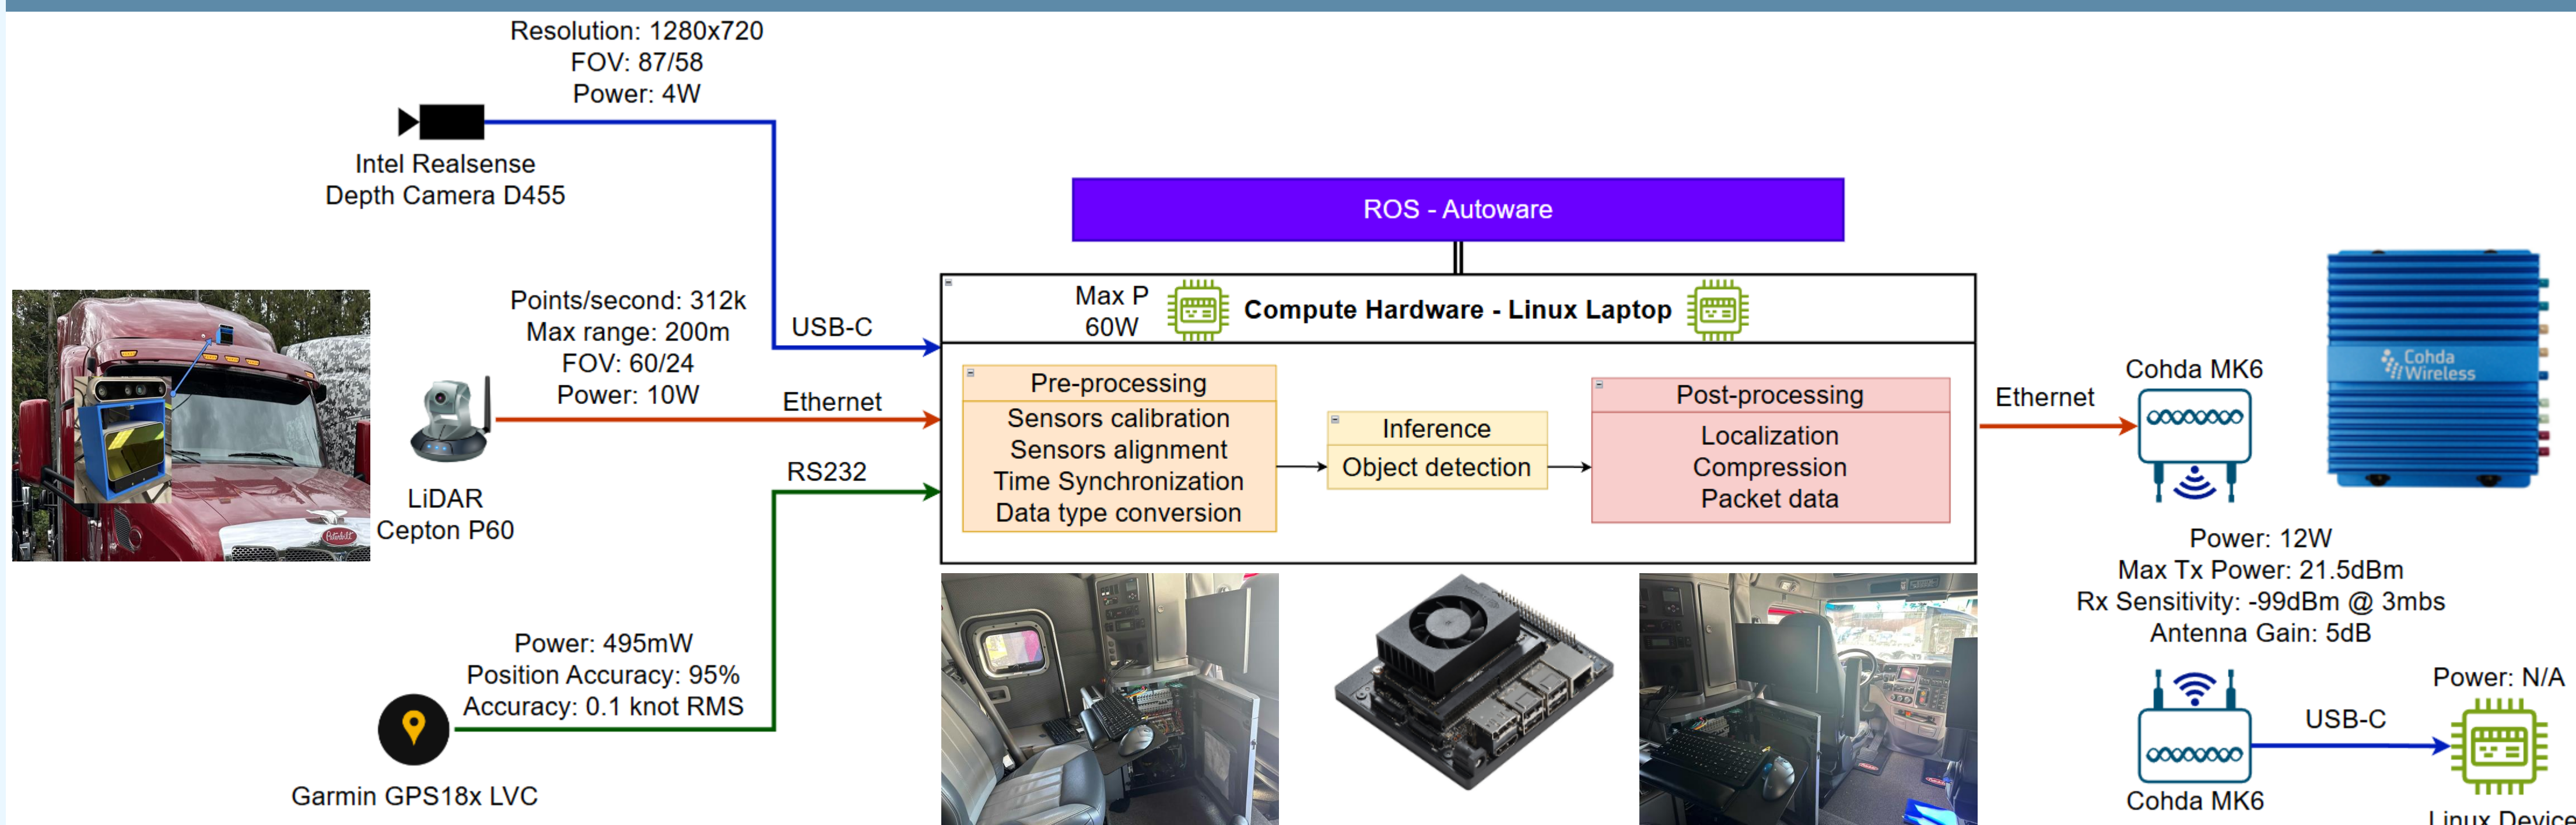 Resolution: 1280x720
FOV: 87/58
Power: 4W
Intel Realsense
Depth Camera D455
Points/second: 312k
Max range: 200m
FOV: 60/24
Power: 10W
LiDAR
Cepton P60
Power: 495mW
Position Accuracy: 95%
Accuracy: 0.1 knot RMS
Garmin GPS18x LVC
USB-C
Ethernet
RS232
ROS - Autoware
Max P
60W
Compute Hardware - Linux Laptop
Pre-processing
Sensors calibration
Sensors alignment
Time Synchronization
Data type conversion
Inference
Object detection
Post-processing
Localization
Compression
Packet data
Ethernet
Cohda MK6
Cohda
Wireless
Power: 12W
Max Tx Power: 21.5dBm
Rx Sensitivity: -99dBm @ 3mbs
Antenna Gain: 5dB
Cohda MK6
USB-C
Power: N/A
Linux Device
Peterbilt